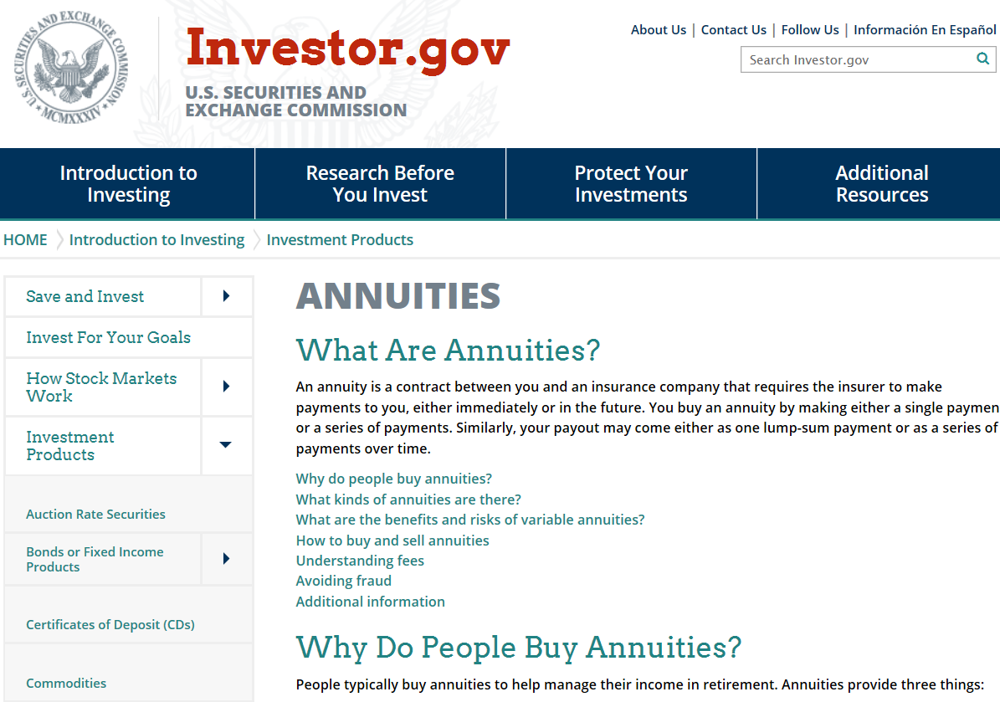 U.S. SECURITIES AND EXCHANGE COMMISSION
MCMXXXIV
Investor.gov
U.S. SECURITIES AND
EXCHANGE COMMISSION
About Us | Contact Us | Follow Us | Información En Español
Search Investor.gov
Introduction to
Investing
Research Before
You Invest
Protect Your
Investments
Additional
Resources
HOME
Introduction to Investing
Investment Products
Save and Invest
Invest For Your Goals
How Stock Markets
Work
Investment
Products
Auction Rate Securities
Bonds or Fixed Income
Products
Certificates of Deposit (CDs)
Commodities
ANNUITIES
What Are Annuities?
An annuity is a contract between you and an insurance company that requires the insurer to make
payments to you, either immediately or in the future. You buy an annuity by making either a single paymen
or a series of payments. Similarly, your payout may come either as one lump-sum payment or as a series of
payments over time.
Why do people buy annuities?
What kinds of annuities are there?
What are the benefits and risks of variable annuities?
How to buy and sell annuities
Understanding fees
Avoiding fraud
Additional information
Why Do People Buy Annuities?
People typically buy annuities to help manage their income in retirement. Annuities provide three things: